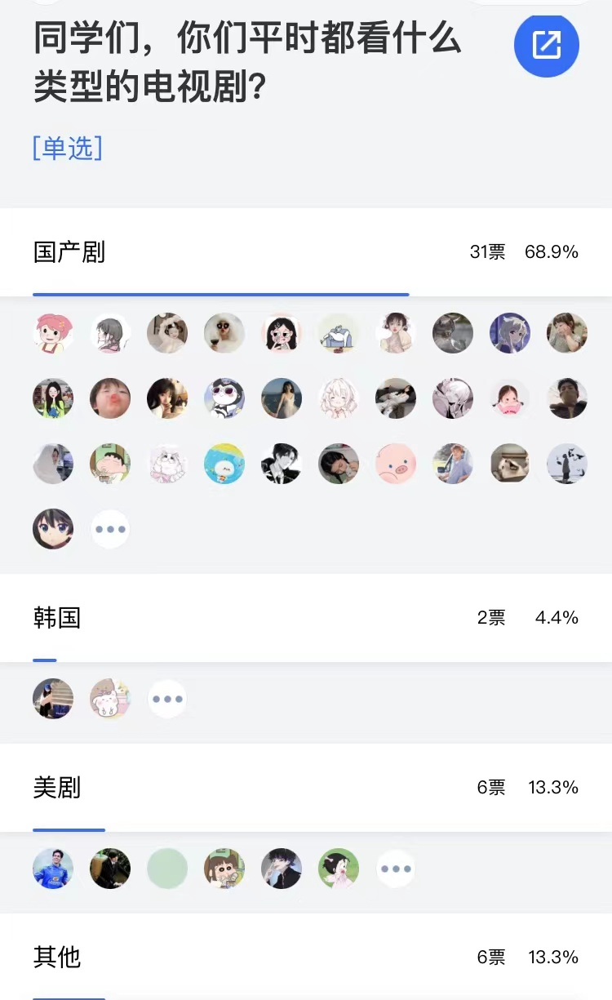 同学们，你们平时都看什么
类型的电视剧?
[单选]
国产剧 31票 68.9%
韩国 2票 4.4%
美剧 6票 13.3%
其他 6票 13.3%